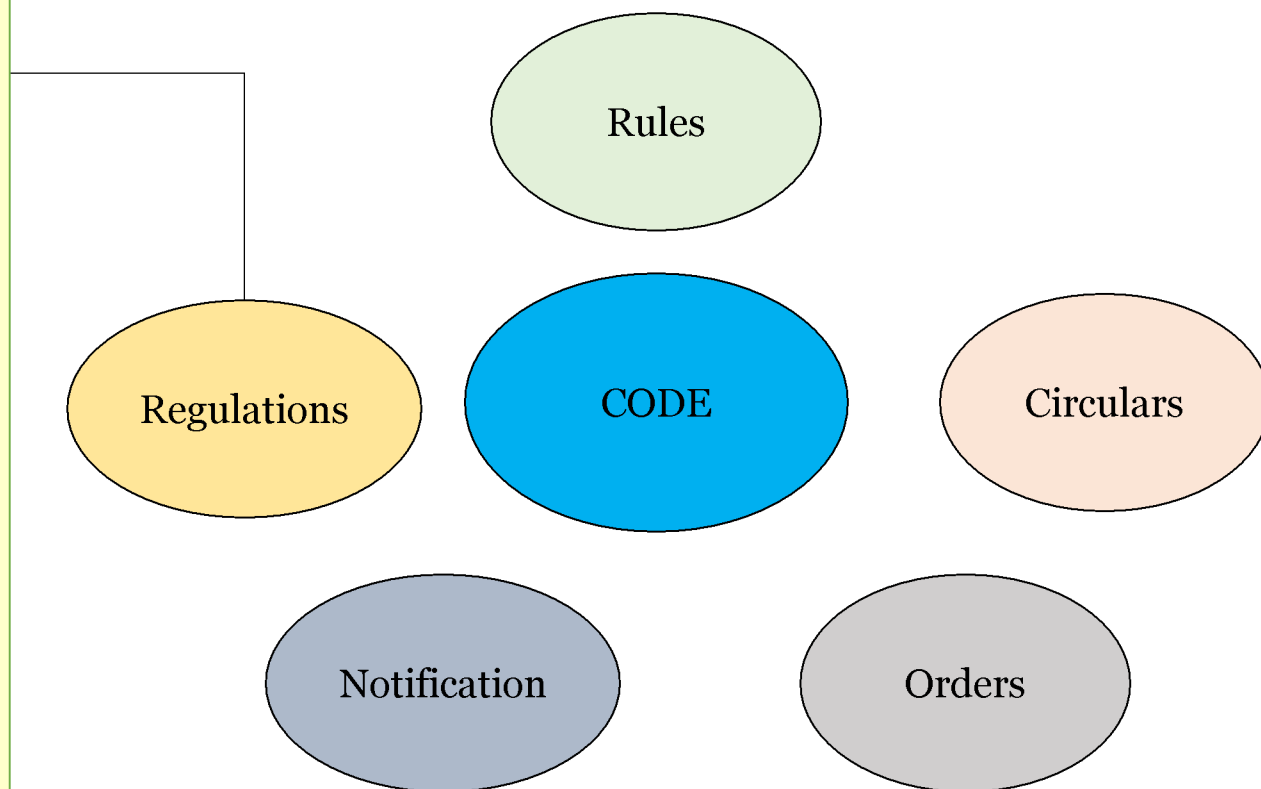 Rules
Regulations
CODE
Circulars
Notification
Orders